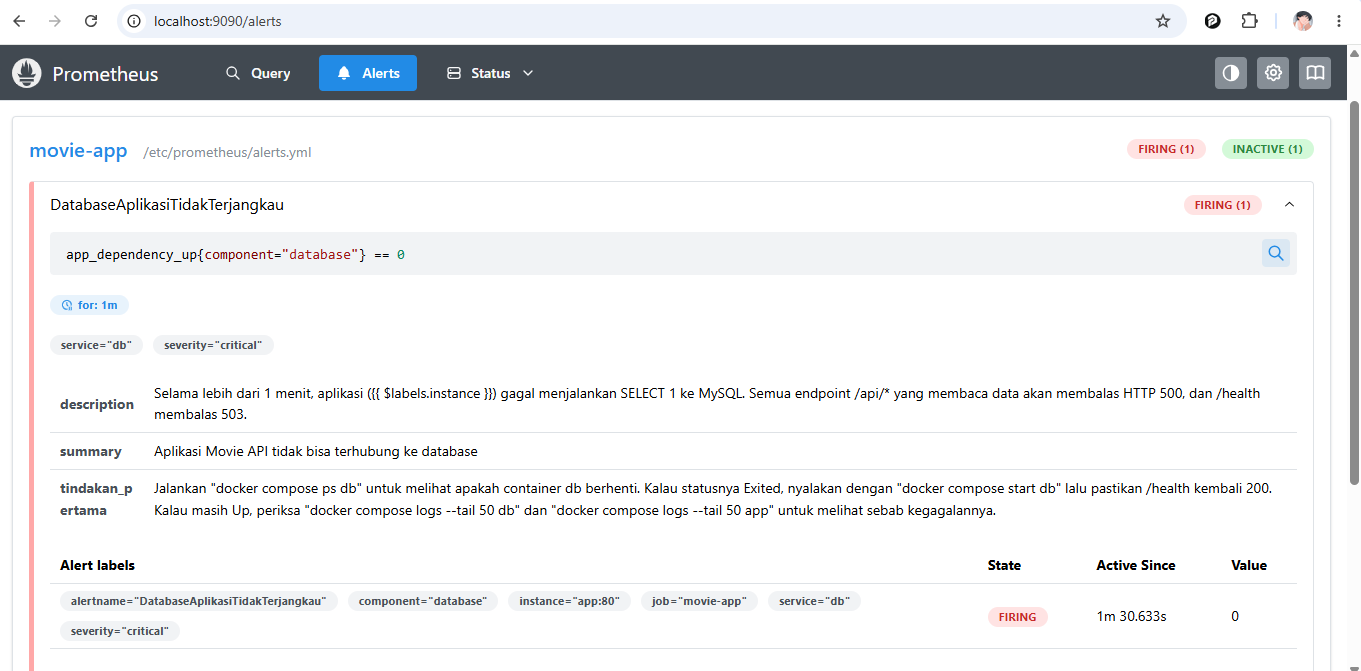 localhost:9090/alerts
Prometheus
Query
Alerts
Status
movie-app /etc/prometheus/alerts.yml FIRING (1) INACTIVE (1)
DatabaseAplikasiTidakTerjangkau FIRING (1)
app_dependency_up{component="database"} == 0
for: 1m
service="db" severity="critical"
description
Selama lebih dari 1 menit, aplikasi ({{ $labels.instance }}) gagal menjalankan SELECT 1 ke MySQL. Semua endpoint /api/* yang membaca data akan membalas HTTP 500, dan /health
membalas 503.
summary Aplikasi Movie API tidak bisa terhubung ke database
tindakan_p
ertama
Jalankan "docker compose ps db" untuk melihat apakah container db berhenti. Kalau statusnya Exited, nyalakan dengan "docker compose start db" lalu pastikan /health kembali 200.
Kalau masih Up, periksa "docker compose logs --tail 50 db" dan "docker compose logs --tail 50 app" untuk melihat sebab kegagalannya.
Alert labels State Active Since Value
alertname="DatabaseAplikasiTidakTerjangkau" component="database" instance="app:80" job="movie-app" service="db"
severity="critical"
FIRING 1m 30.633s 0